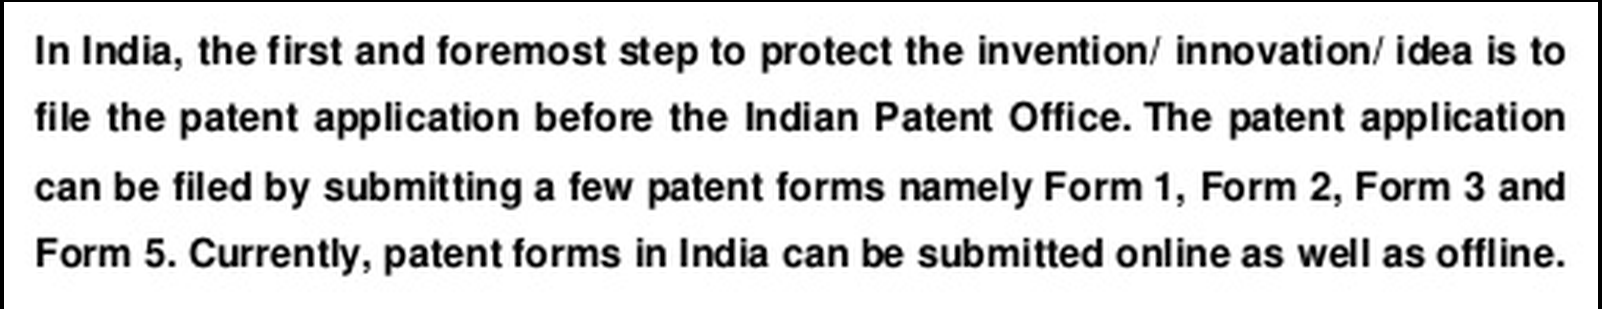 In India, the first and foremost step to protect the invention/ innovation/ idea is to
file the patent application before the Indian Patent Office. The patent application
can be filed by submitting a few patent forms namely Form 1, Form 2, Form 3 and
Form 5. Currently, patent forms in India can be submitted online as well as offline.